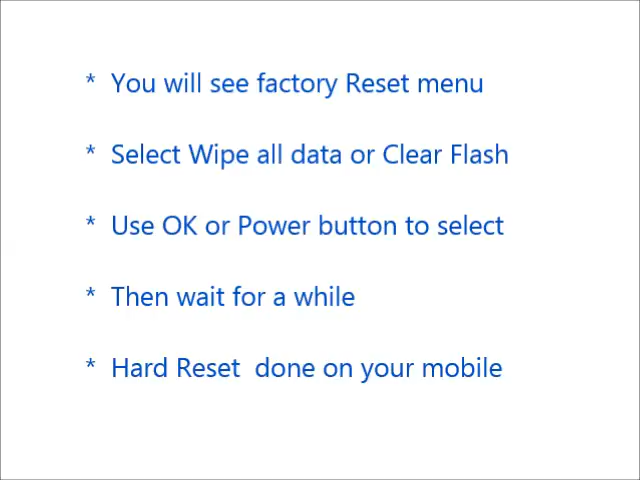 * You will see factory Reset menu
* Select Wipe all data or Clear Flash
* Use OK or Power button to select
* Then wait for a while
* Hard Reset  done on your mobile